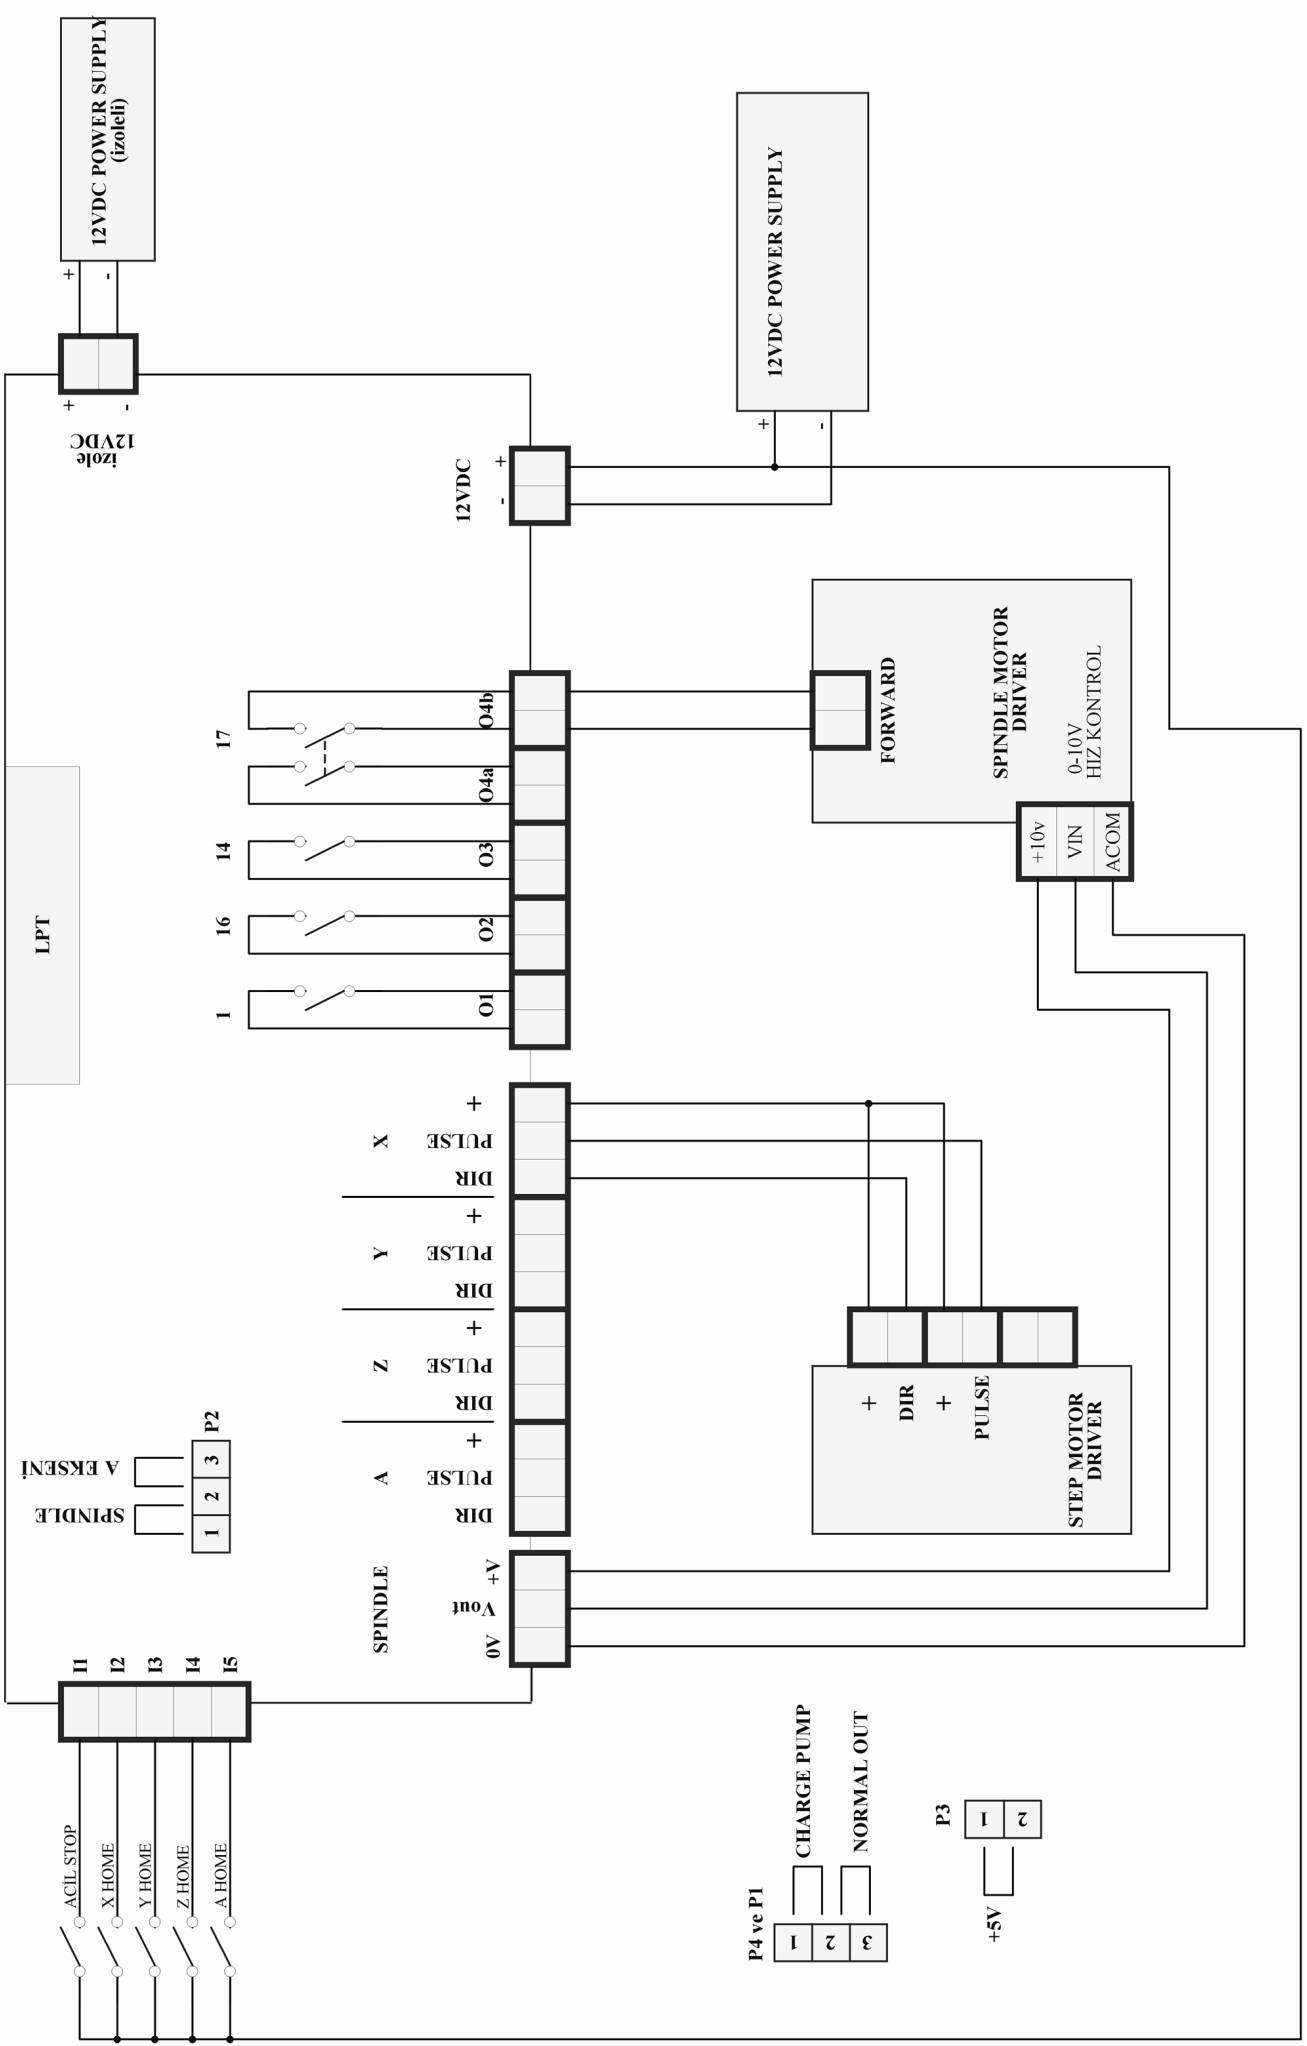 12VDC POWER SUPPLY
(izoleli)
+
-
+
-
izole
12VDC
12VDC POWER SUPPLY
+
-
12VDC
+
-
LPT
17
14
16
1
O4b
O4a
O3
O2
O1
FORWARD
SPINDLE MOTOR
DRIVER
0-10V
HIZ KONTROL
+10v
VIN
ACOM
X
+
PULSE
DIR
Y
+
PULSE
DIR
Z
+
PULSE
DIR
A
+
PULSE
DIR
SPINDLE
+V
Vout
0V
+
DIR
+
PULSE
STEP MOTOR
DRIVER
A EKSENİ
SPINDLE
P2
3
2
1
I1
I2
I3
I4
I5
ACİL STOP
X HOME
Y HOME
Z HOME
A HOME
P4 ve P1
1
2
3
CHARGE PUMP
NORMAL OUT
P3
1
2
+5V